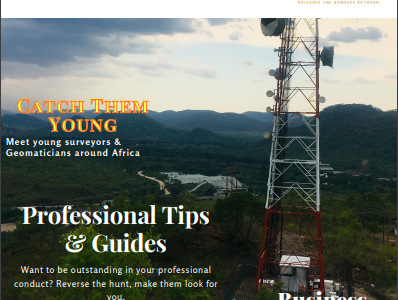 BRIDGING THE BORDERS BETWEEN
CATCH THEM
YOUNG
Meet young surveyors &
Geomaticians around Africa
Professional Tips
& Guides
Want to be outstanding in your professional
conduct? Reverse the hunt, make them look for
you.
Business